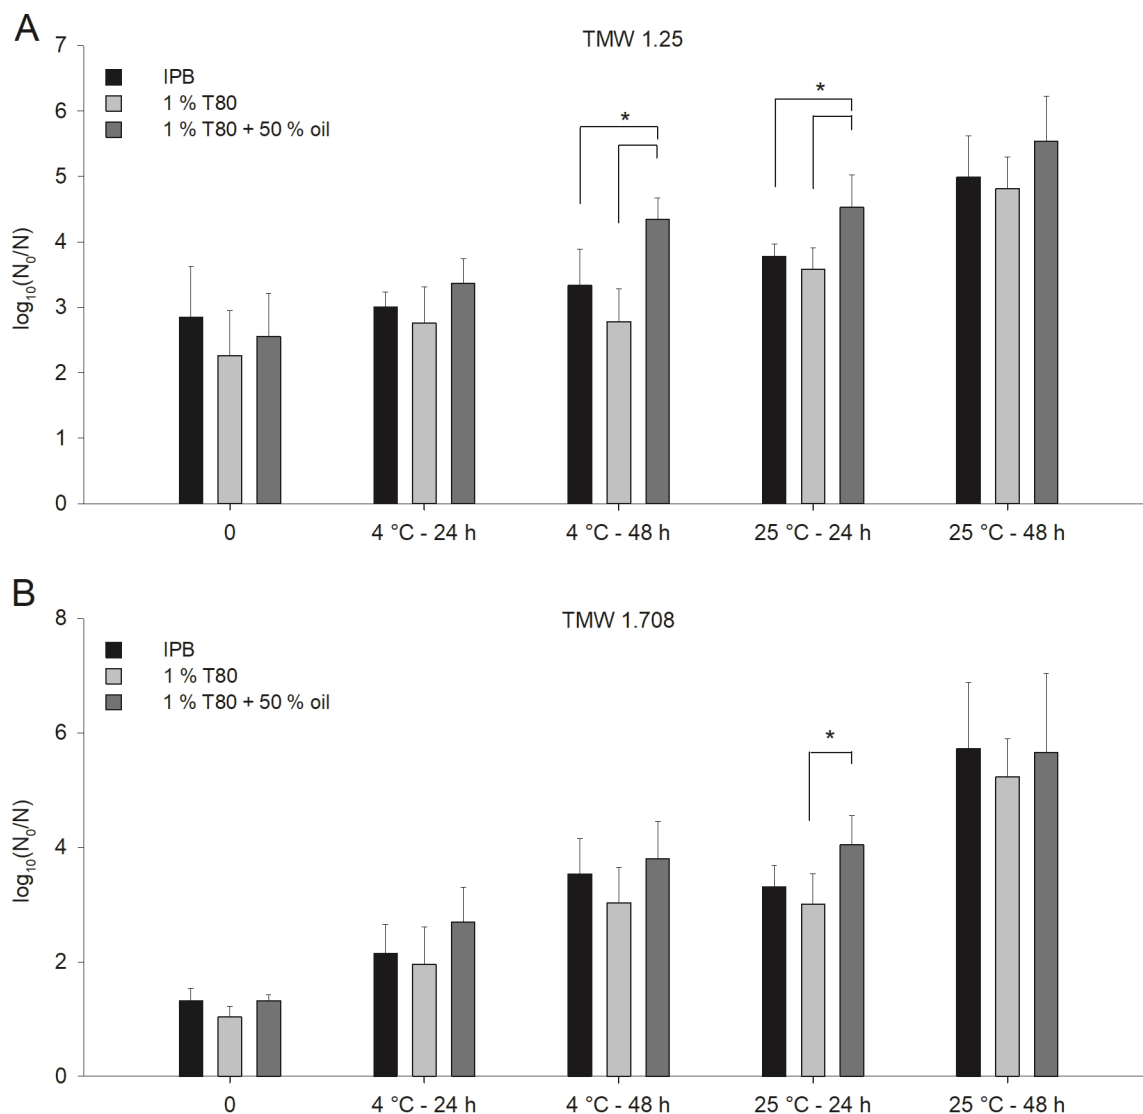 A
TMW 1.25
7
6
5
4
3
2
1
0
log10(N0/N)
IPB
1 % T80
1 % T80 + 50 % oil
*
*
0
4 °C - 24 h
4 °C - 48 h
25 °C - 24 h
25 °C - 48 h
B
TMW 1.708
8
6
4
2
0
log10(N0/N)
IPB
1 % T80
1 % T80 + 50 % oil
*
0
4 °C - 24 h
4 °C - 48 h
25 °C - 24 h
25 °C - 48 h